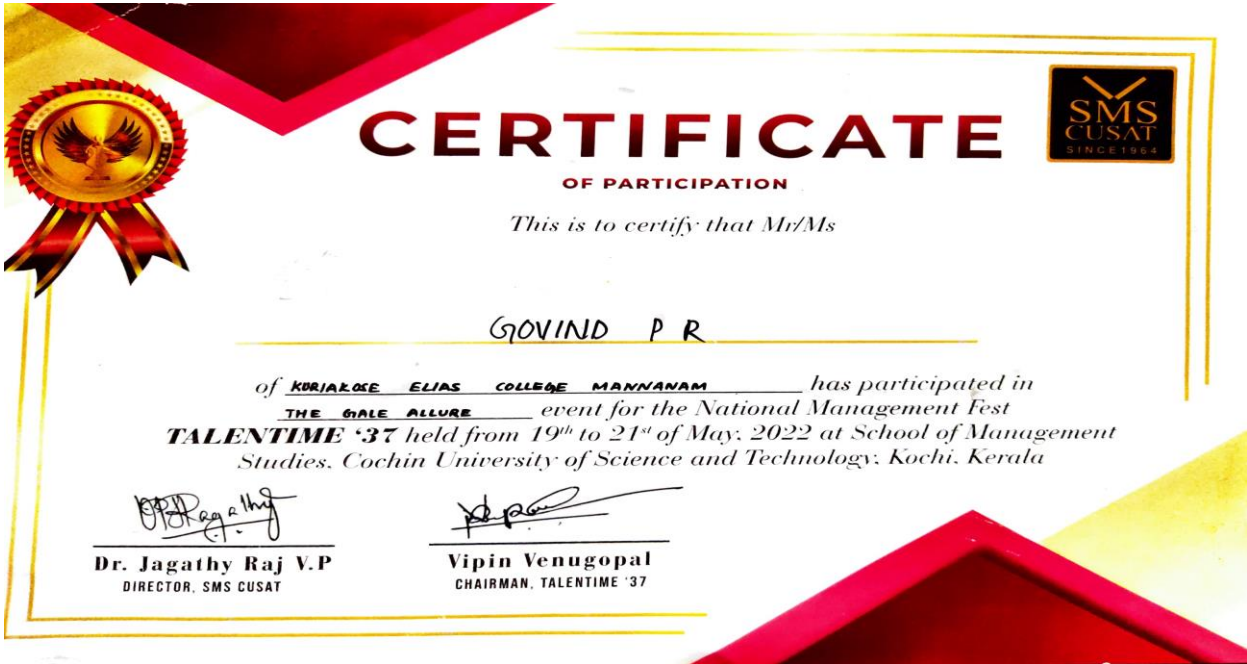 CERTIFICATE
SMS
CUSAT
SINCE1964
OF PARTICIPATION
This is to certify that Mr/Ms
GOVIND P R
of KURIAKOSE ELIAS COLLEGE MANNANAM has participated in
THE GALE ALLURE event for the National Management Fest
TALENTIME ‘37 held from 19th to 21st of May, 2022 at School of Management
Studies, Cochin University of Science and Technology, Kochi, Kerala
Dr. Jagathy Raj V.P
DIRECTOR, SMS CUSAT
Vipin Venugopal
CHAIRMAN, TALENTIME ‘37